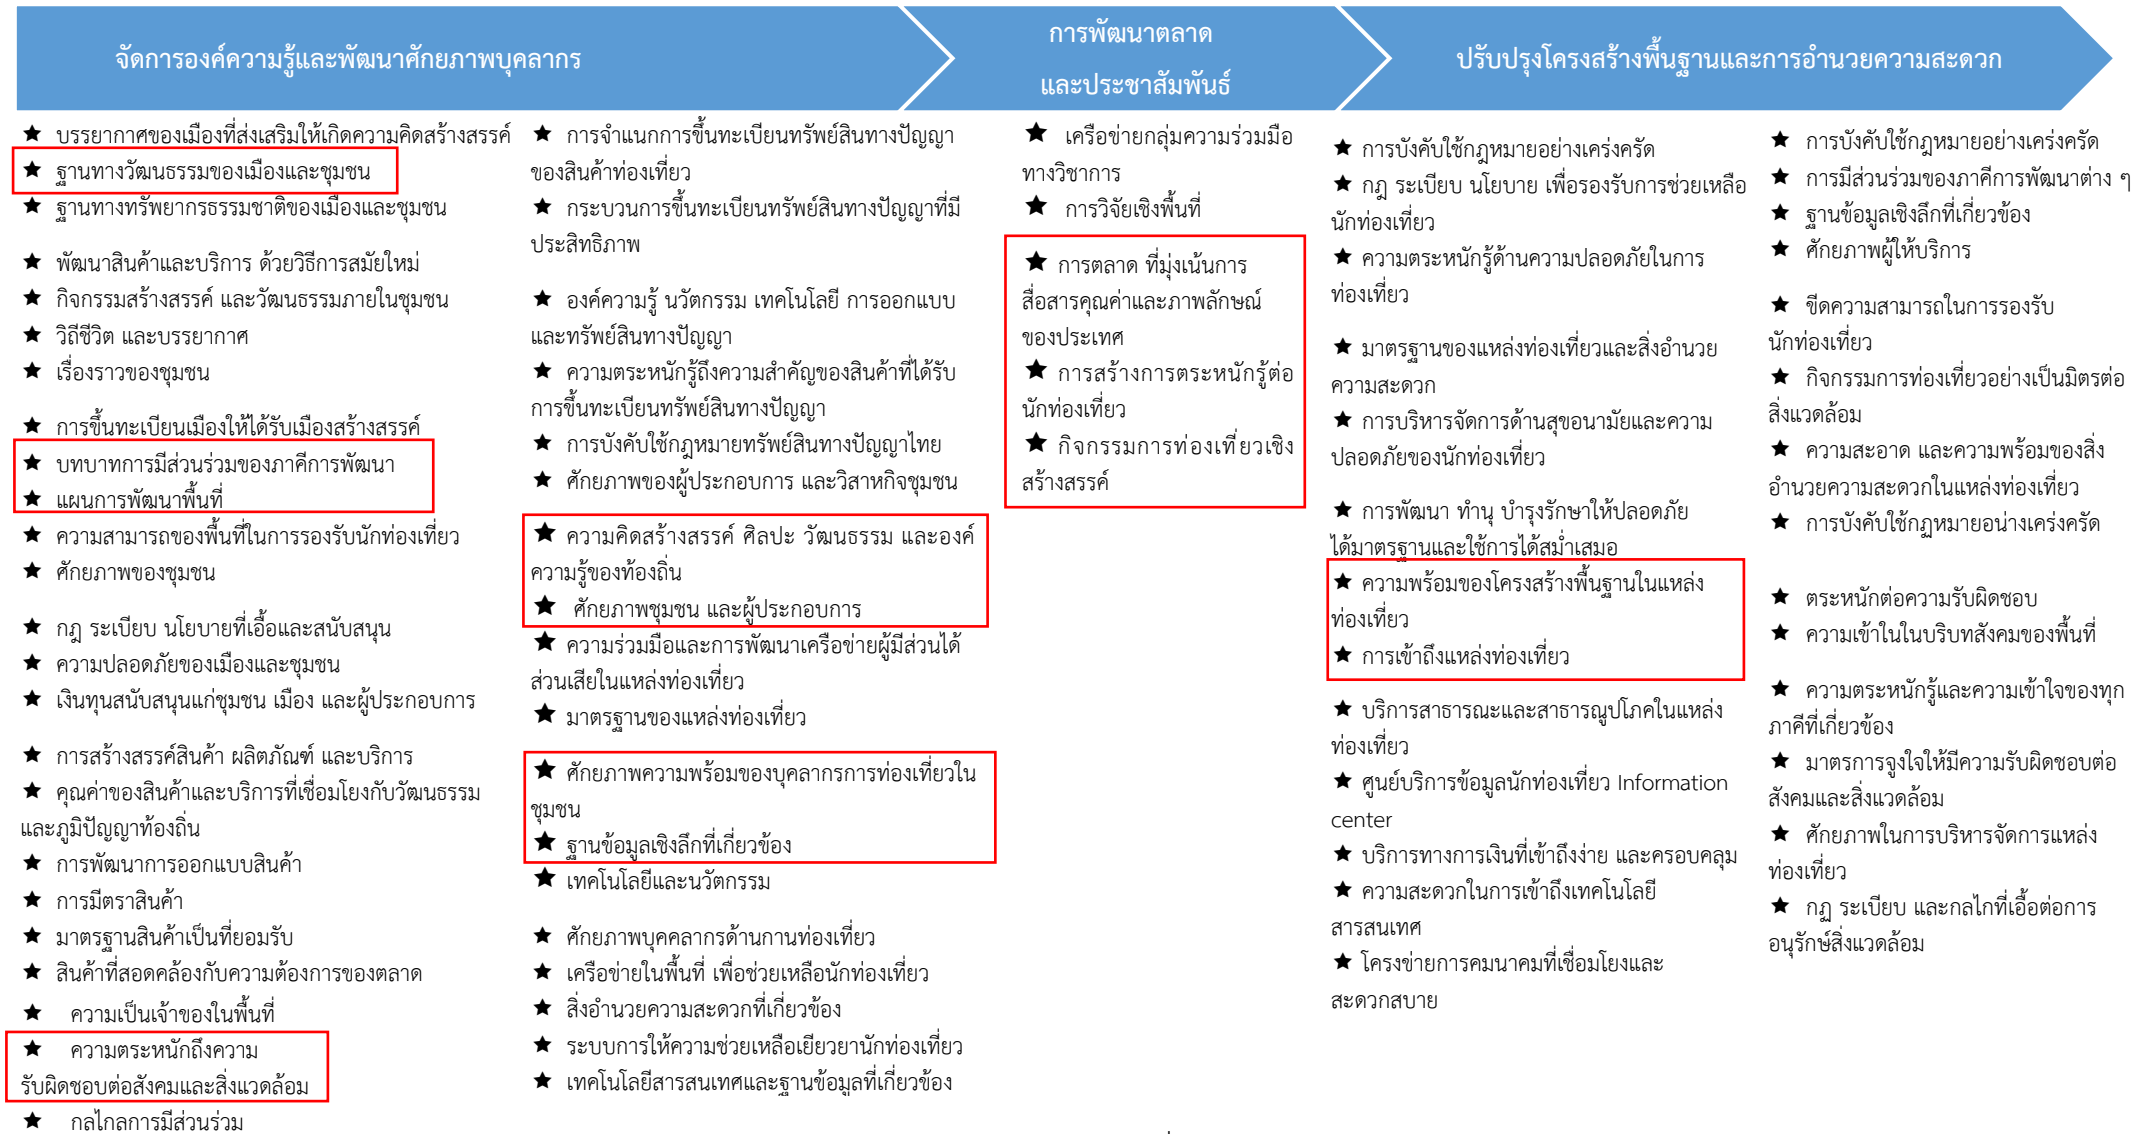 จัดการองค์ความรู้และพัฒนาศักยภาพบุคลากร
การพัฒนาตลาด
และประชาสัมพันธ์
ปรับปรุงโครงสร้างพื้นฐานและการอำนวยความสะดวก
★ บรรยากาศของเมืองที่ส่งเสริมให้เกิดความคิดสร้างสรรค์
★ ฐานทางวัฒนธรรมของเมืองและชุมชน
★ ฐานทางทรัพยากรธรรมชาติของเมืองและชุมชน
★ พัฒนาสินค้าและบริการ ด้วยวิธีการสมัยใหม่
★ กิจกรรมสร้างสรรค์ และวัฒนธรรมภายในชุมชน
★ วิถีชีวิต และบรรยากาศ
★ เรื่องราวของชุมชน
★ การขึ้นทะเบียนเมืองให้ได้รับเมืองสร้างสรรค์
★ บทบาทการมีส่วนร่วมของภาคีการพัฒนา
★ แผนการพัฒนาพื้นที่
★ ความสามารถของพื้นที่ในการรองรับนักท่องเที่ยว
★ ศักยภาพของชุมชน
★ กฎ ระเบียบ นโยบายที่เอื้อและสนับสนุน
★ ความปลอดภัยของเมืองและชุมชน
★ เงินทุนสนับสนุนแก่ชุมชน เมือง และผู้ประกอบการ
★ การสร้างสรรค์สินค้า ผลิตภัณฑ์ และบริการ
★ คุณค่าของสินค้าและบริการที่เชื่อมโยงกับวัฒนธรรม
และภูมิปัญญาท้องถิ่น
★ การพัฒนาการออกแบบสินค้า
★ การมีตราสินค้า
★ มาตรฐานสินค้าเป็นที่ยอมรับ
★ สินค้าที่สอดคล้องกับความต้องการของตลาด
★ ความเป็นเจ้าของในพื้นที่
★ ความตระหนักถึงความ
รับผิดชอบต่อสังคมและสิ่งแวดล้อม
★ กลไกลการมีส่วนร่วม
★ การจำแนกการขึ้นทะเบียนทรัพย์สินทางปัญญา
ของสินค้าท่องเที่ยว
★ กระบวนการขึ้นทะเบียนทรัพย์สินทางปัญญาที่มี
ประสิทธิภาพ
★ องค์ความรู้ นวัตกรรม เทคโนโลยี การออกแบบ
และทรัพย์สินทางปัญญา
★ ความตระหนักรู้ถึงความสำคัญของสินค้าที่ได้รับ
การขึ้นทะเบียนทรัพย์สินทางปัญญา
★ การบังคับใช้กฎหมายทรัพย์สินทางปัญญาไทย
★ ศักยภาพของผู้ประกอบการ และวิสาหกิจชุมชน
★ ความคิดสร้างสรรค์ ศิลปะ วัฒนธรรม และองค์
ความรู้ของท้องถิ่น
★ ศักยภาพชุมชน และผู้ประกอบการ
★ ความร่วมมือและการพัฒนาเครือข่ายผู้มีส่วนได้
ส่วนเสียในแหล่งท่องเที่ยว
★ มาตรฐานของแหล่งท่องเที่ยว
★ ศักยภาพความพร้อมของบุคลากรการท่องเที่ยวใน
ชุมชน
★ ฐานข้อมูลเชิงลึกที่เกี่ยวข้อง
★ เทคโนโลยีและนวัตกรรม
★ ศักยภาพบุคคลากรด้านกานท่องเที่ยว
★ เครือข่ายในพื้นที่ เพื่อช่วยเหลือนักท่องเที่ยว
★ สิ่งอำนวยความสะดวกที่เกี่ยวข้อง
★ ระบบการให้ความช่วยเหลือเยียวยานักท่องเที่ยว
★ เทคโนโลยีสารสนเทศและฐานข้อมูลที่เกี่ยวข้อง
★ เครือข่ายกลุ่มความร่วมมือ
ทางวิชาการ
★ การวิจัยเชิงพื้นที่
★ การตลาด ที่มุ่งเน้นการ
สื่อสารคุณค่าและภาพลักษณ์
ของประเทศ
★ การสร้างการตระหนักรู้ต่อ
นักท่องเที่ยว
★ กิจกรรมการท่องเที่ยวเชิง
สร้างสรรค์
★ การบังคับใช้กฎหมายอย่างเคร่งครัด
★ กฎ ระเบียบ นโยบาย เพื่อรองรับการช่วยเหลือ
นักท่องเที่ยว
★ ความตระหนักรู้ด้านความปลอดภัยในการ
ท่องเที่ยว
★ มาตรฐานของแหล่งท่องเที่ยวและสิ่งอำนวย
ความสะดวก
★ การบริหารจัดการด้านสุขอนามัยและความ
ปลอดภัยของนักท่องเที่ยว
★ การพัฒนา ทำนุ บำรุงรักษาให้ปลอดภัย
ได้มาตรฐานและใช้การได้สม่ำเสมอ
★ ความพร้อมของโครงสร้างพื้นฐานในแหล่ง
ท่องเที่ยว
★ การเข้าถึงแหล่งท่องเที่ยว
★ บริการสาธารณะและสาธารณูปโภคในแหล่ง
ท่องเที่ยว
★ ศูนย์บริการข้อมูลนักท่องเที่ยว Information
center
★ บริการทางการเงินที่เข้าถึงง่าย และครอบคลุม
★ ความสะดวกในการเข้าถึงเทคโนโลยี
สารสนเทศ
★ โครงข่ายการคมนาคมที่เชื่อมโยงและ
สะดวกสบาย
★ การบังคับใช้กฎหมายอย่างเคร่งครัด
★ การมีส่วนร่วมของภาคีการพัฒนาต่าง ๆ
★ ฐานข้อมูลเชิงลึกที่เกี่ยวข้อง
★ ศักยภาพผู้ให้บริการ
★ ขีดความสามารถในการรองรับ
นักท่องเที่ยว
★ กิจกรรมการท่องเที่ยวอย่างเป็นมิตรต่อ
สิ่งแวดล้อม
★ ความสะอาด และความพร้อมของสิ่ง
อำนวยความสะดวกในแหล่งท่องเที่ยว
★ การบังคับใช้กฏหมายอน่างเคร่งครัด
★ ตระหนักต่อความรับผิดชอบ
★ ความเข้าในในบริบทสังคมของพื้นที่
★ ความตระหนักรู้และความเข้าใจของทุก
ภาคีที่เกี่ยวข้อง
★ มาตรการจูงใจให้มีความรับผิดชอบต่อ
สังคมและสิ่งแวดล้อม
★ ศักยภาพในการบริหารจัดการแหล่ง
ท่องเที่ยว
★ กฏ ระเบียบ และกลไกที่เอื้อต่อการ
อนุรักษ์สิ่งแวดล้อม